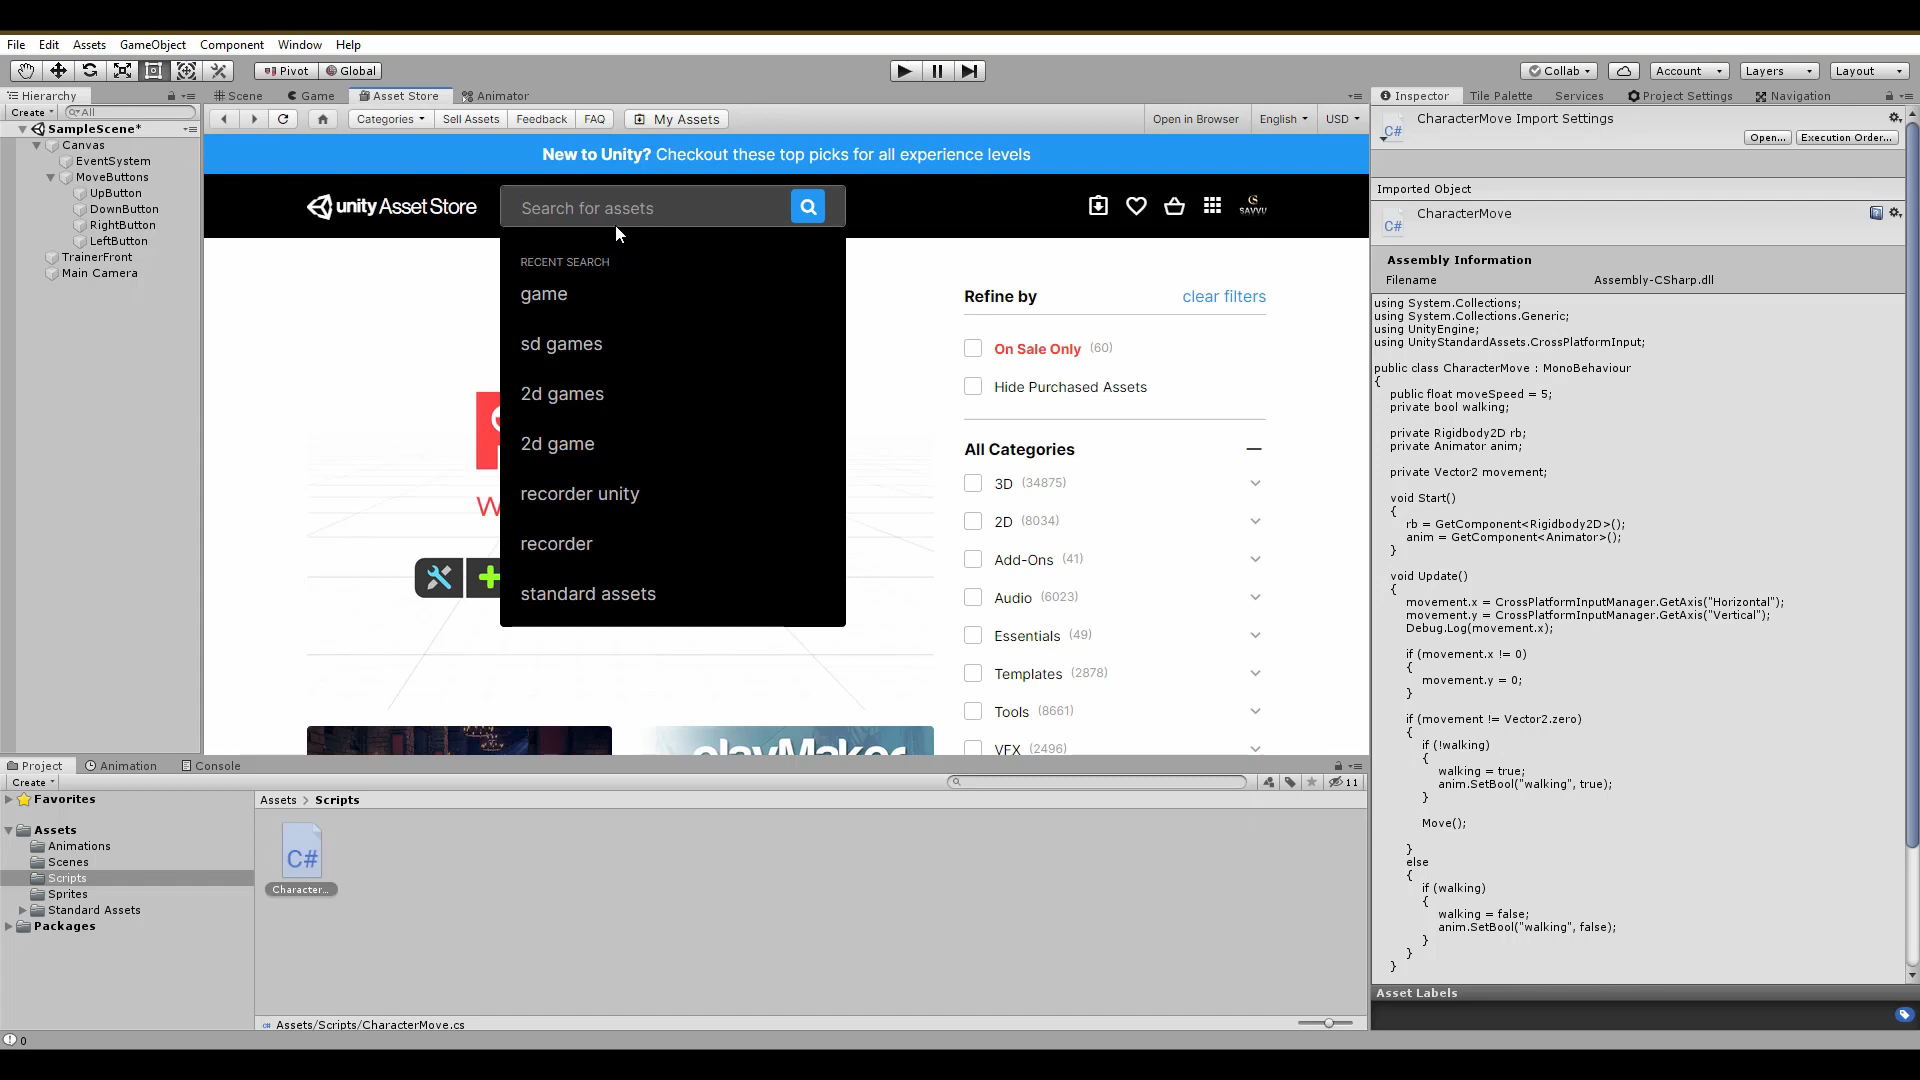 File Edit Assets GameObject Component Window Help
Pivot Global
Collab Account Layers Layout
Hierarchy
Create All
SampleScene*
Canvas
EventSystem
MoveButtons
UpButton
DownButton
RightButton
LeftButton
TrainerFront
Main Camera
Scene Game Asset Store Animator
Categories Sell Assets Feedback FAQ My Assets Open in Browser English USD
New to Unity? Checkout these top picks for all experience levels
unity Asset Store Search for assets SAVVU
RECENT SEARCH
game
sd games
2d games
2d game
recorder unity
recorder
standard assets
W
playMaker
Refine by clear filters
On Sale Only (60)
Hide Purchased Assets
All Categories
3D (34875)
2D (8034)
Add-Ons (41)
Audio (6023)
Essentials (49)
Templates (2878)
Tools (8661)
VFX (2496)
Inspector Tile Palette Services Project Settings Navigation
CharacterMove Import Settings
C#
Open... Execution Order...
Imported Object
CharacterMove
C#
Assembly Information
Filename Assembly-CSharp.dll
using System.Collections;
using System.Collections.Generic;
using UnityEngine;
using UnityStandardAssets.CrossPlatformInput;
public class CharacterMove : MonoBehaviour
{
public float moveSpeed = 5;
private bool walking;
private Rigidbody2D rb;
private Animator anim;
private Vector2 movement;
void Start()
{
rb = GetComponent<Rigidbody2D>();
anim = GetComponent<Animator>();
}
void Update()
{
movement.x = CrossPlatformInputManager.GetAxis("Horizontal");
movement.y = CrossPlatformInputManager.GetAxis("Vertical");
Debug.Log(movement.x);
if (movement.x != 0)
{
movement.y = 0;
}
if (movement != Vector2.zero)
{
if (!walking)
{
walking = true;
anim.SetBool("walking", true);
}
Move();
}
else
{
if (walking)
{
walking = false;
anim.SetBool("walking", false);
}
}
}
Asset Labels
Project Animation Console
Create 11
Favorites
Assets
Animations
Scenes
Scripts
Sprites
Standard Assets
Packages
Assets > Scripts
C#
Character...
Assets/Scripts/CharacterMove.cs
0